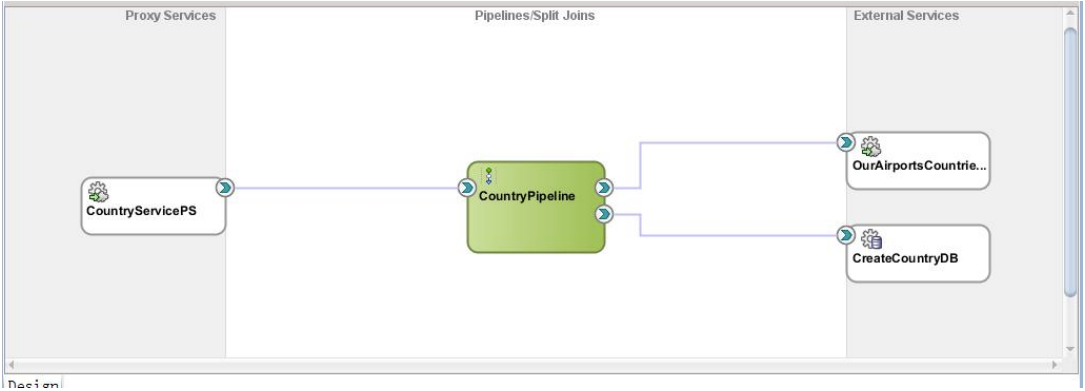 Proxy Services
Pipelines/Split Joins
External Services
OurAirportsCountrie...
CountryServicePS
CountryPipeline
CreateCountryDB
Design